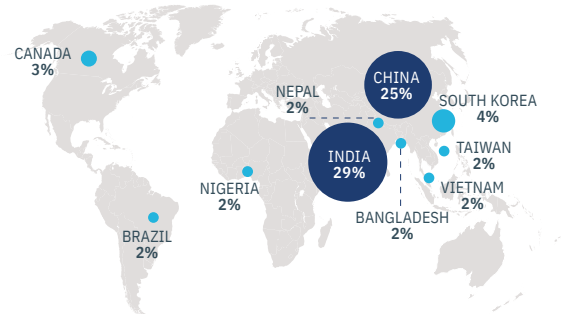 CANADA
3%
CHINA
25%
NEPAL
2%
SOUTH KOREA
4%
INDIA
29%
TAIWAN
2%
NIGERIA
2%
VIETNAM
2%
BANGLADESH
2%
BRAZIL
2%